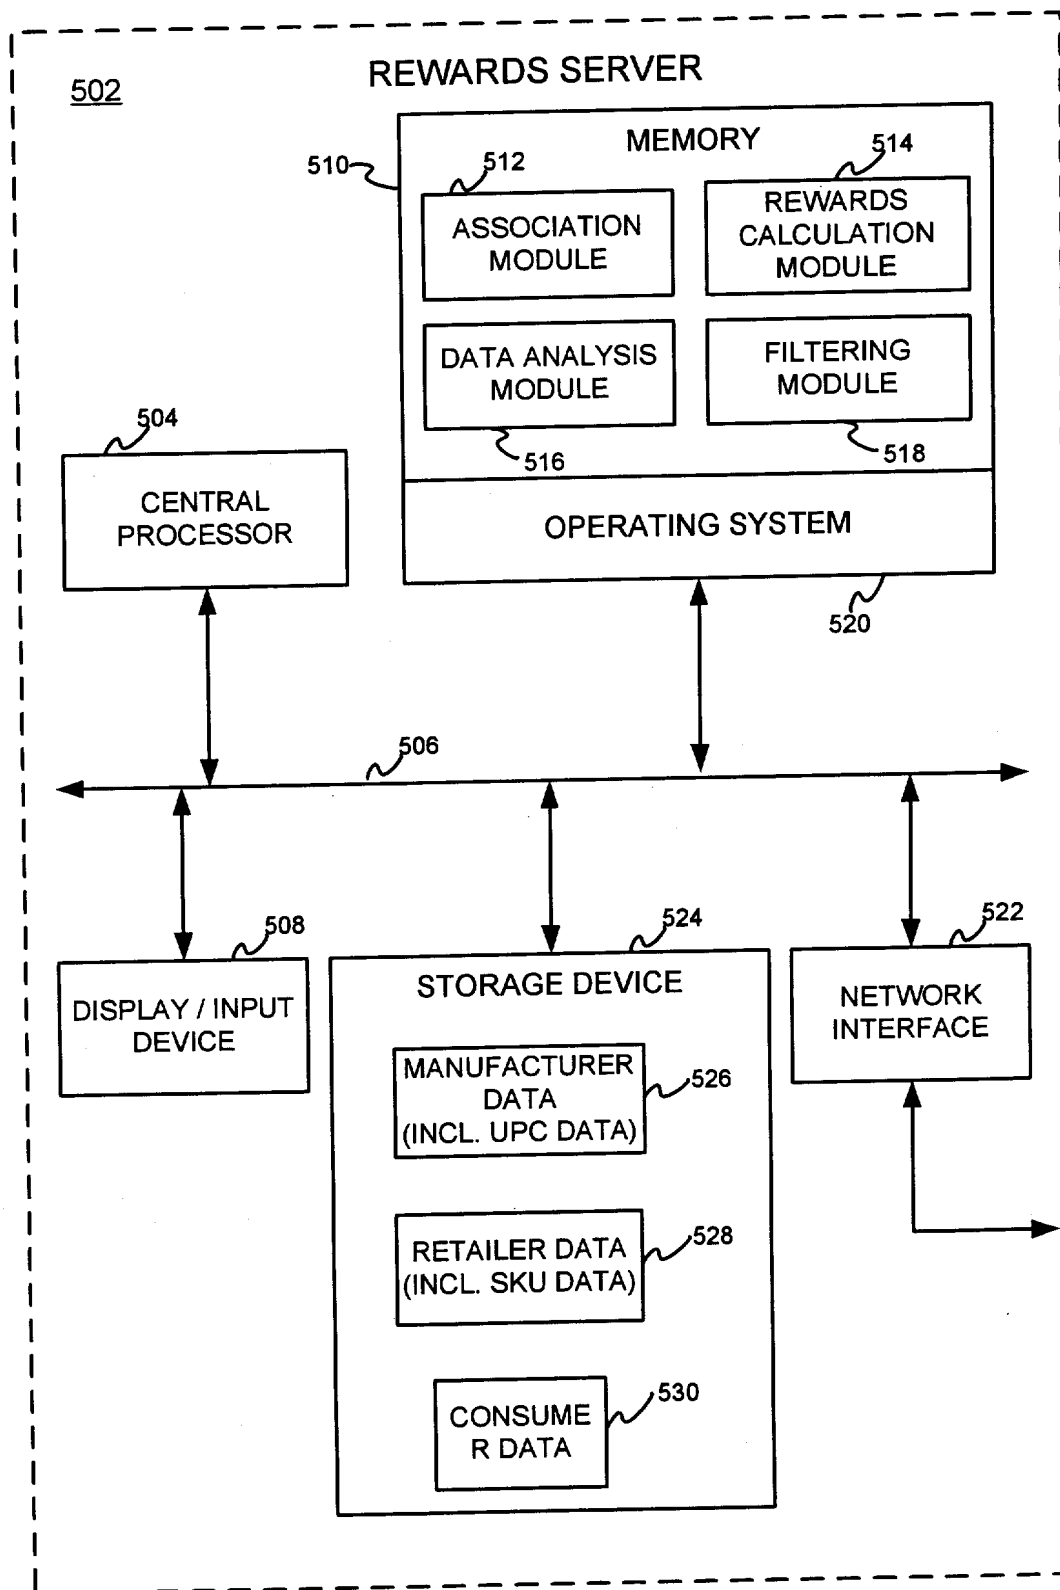 REWARDS SERVER
502
MEMORY
510
512
514
ASSOCIATION
MODULE
REWARDS
CALCULATION
MODULE
DATA ANALYSIS
MODULE
FILTERING
MODULE
516
518
504
CENTRAL
PROCESSOR
OPERATING SYSTEM
520
506
508
DISPLAY / INPUT
DEVICE
524
STORAGE DEVICE
522
NETWORK
INTERFACE
MANUFACTURER
DATA
(INCL. UPC DATA)
526
RETAILER DATA
(INCL. SKU DATA)
528
CONSUME
R DATA
530